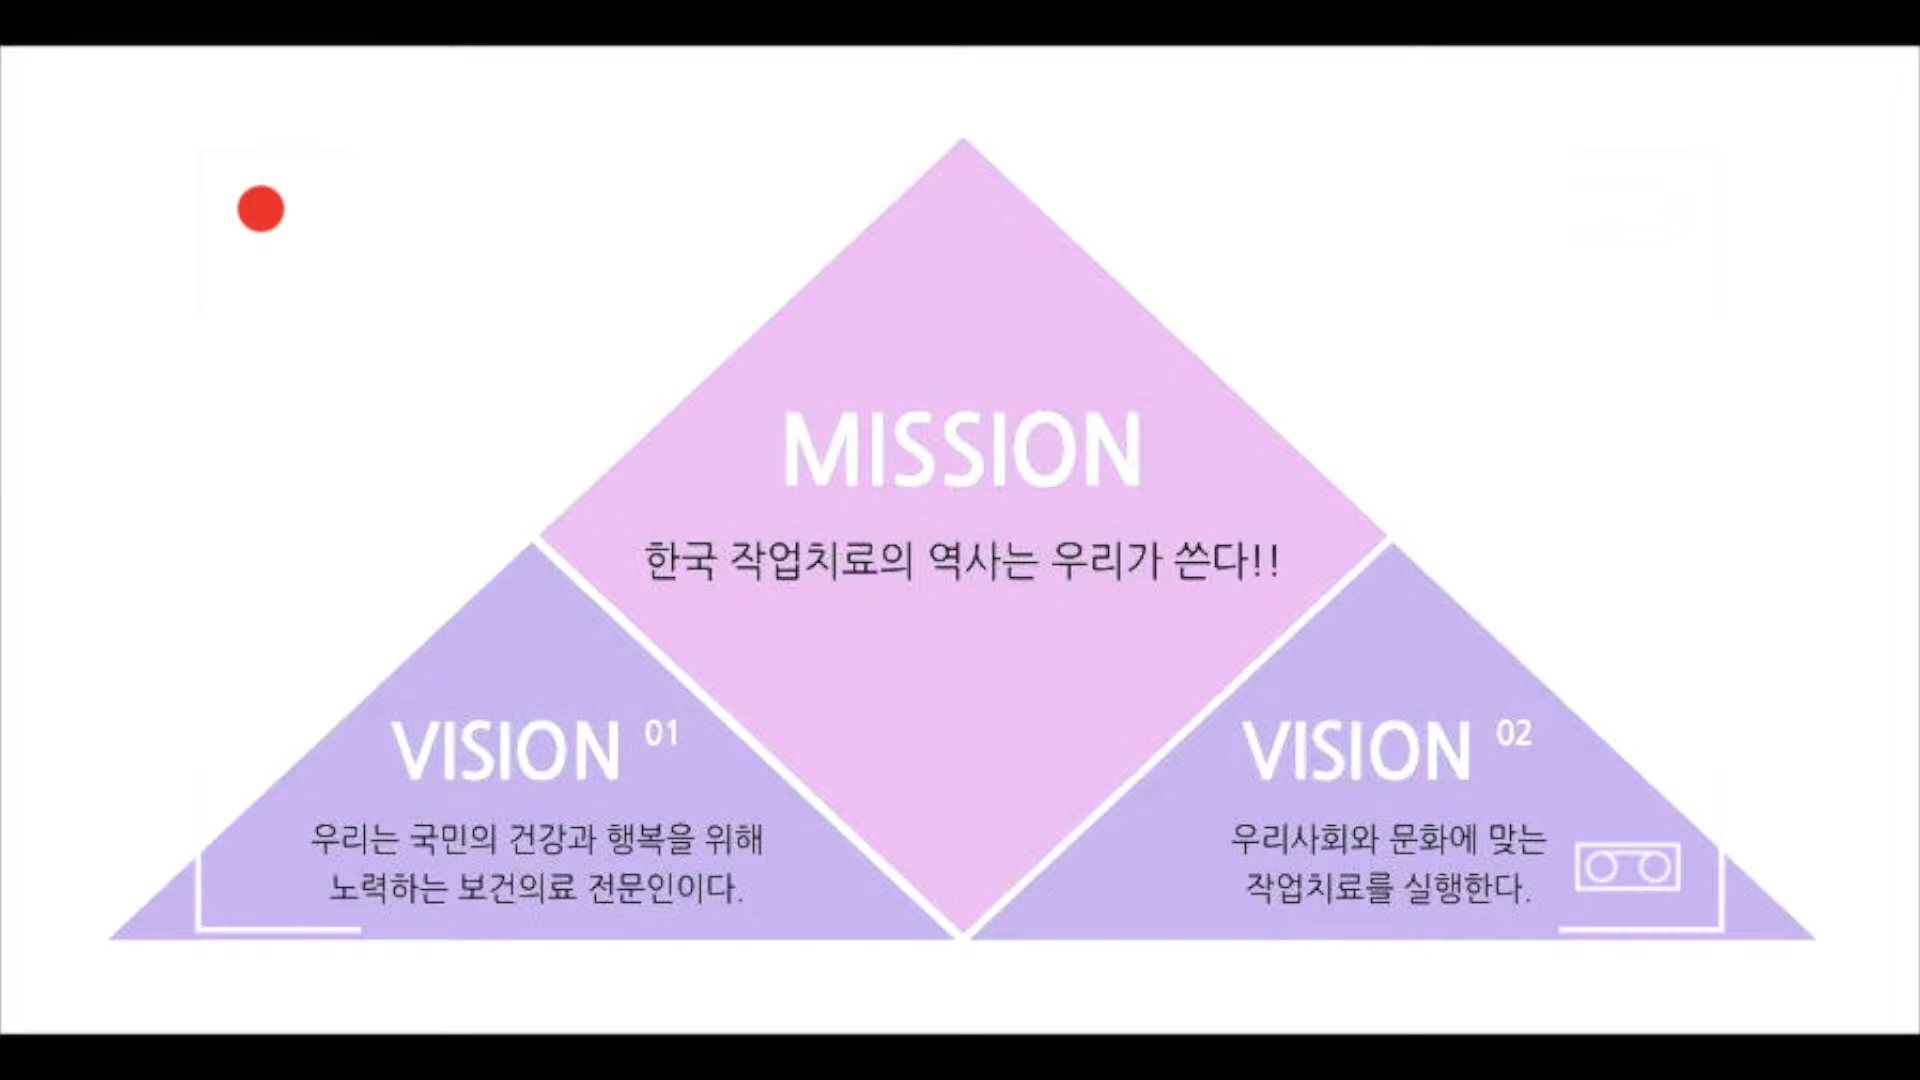 MISSION
한국 작업치료의 역사는 우리가 쓴다!!
VISION 01
우리는 국민의 건강과 행복을 위해
노력하는 보건의료 전문인이다.
VISION 02
우리사회와 문화에 맞는
작업치료를 실행한다.